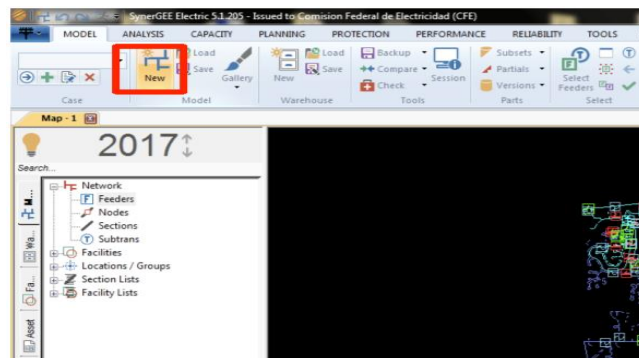 SynerGEE Electric 5.1.205 - Issued to Comision Federal de Electricidad (CFE)
MODEL ANALYSIS CAPACITY PLANNING PROTECTION PERFORMANCE RELIABILITY TOOLS
New Load Save Gallery New Load Save Backup Compare Check Session Subsets Partials Versions Select Feeders
Case Model Warehouse Tools Parts Select
Map - 1
2017
Search...
Network
F Feeders
Nodes
Sections
T Subtrans
Facilities
Locations / Groups
Section Lists
Facility Lists
M...
Wa...
Fa...
Asset